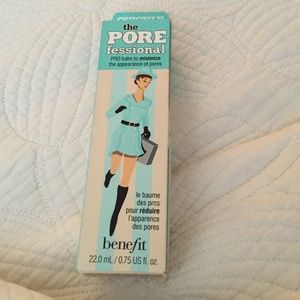 the
PORE
fessional
PRO balm to minimize
the appearance of pores
le baume
des pros
pour réduire
l'apparence
des pores
benefit
22.0 mL / 0.75 US fl. oz.